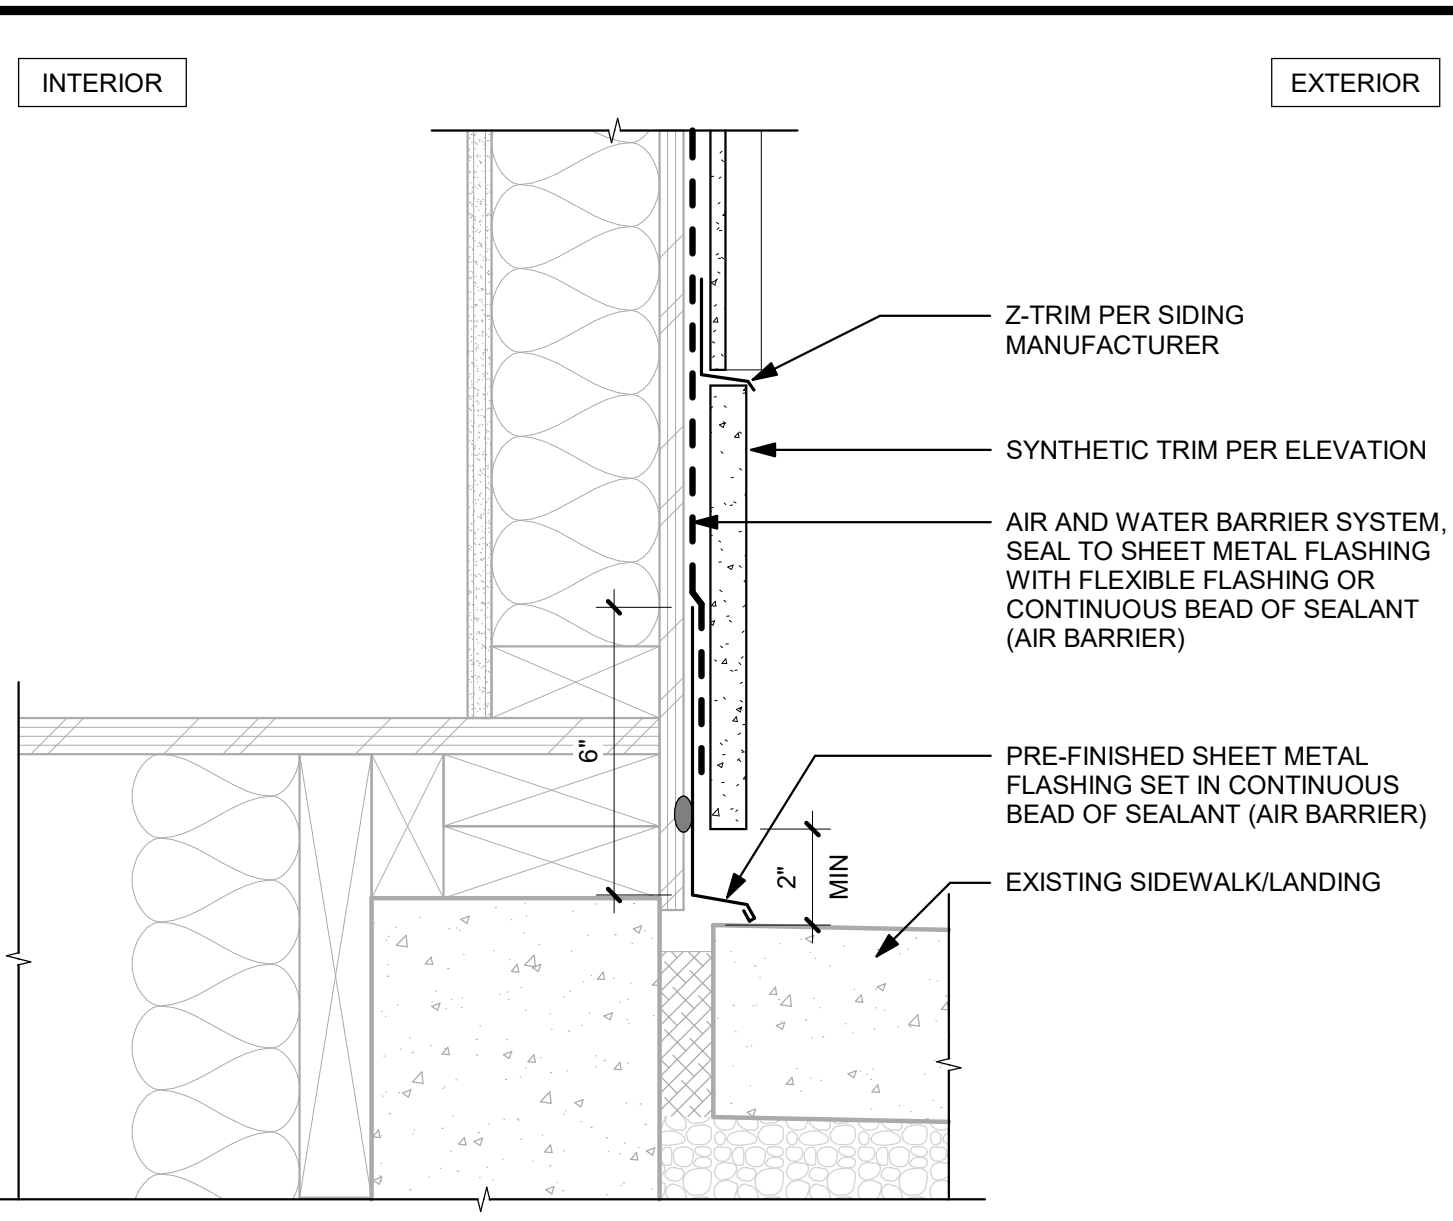 INTERIOR
EXTERIOR
Z-TRIM PER SIDING
MANUFACTURER
SYNTHETIC TRIM PER ELEVATION
AIR AND WATER BARRIER SYSTEM,
SEAL TO SHEET METAL FLASHING
WITH FLEXIBLE FLASHING OR
CONTINUOUS BEAD OF SEALANT
(AIR BARRIER)
6"
PRE-FINISHED SHEET METAL
FLASHING SET IN CONTINUOUS
BEAD OF SEALANT (AIR BARRIER)
2"
MIN
EXISTING SIDEWALK/LANDING